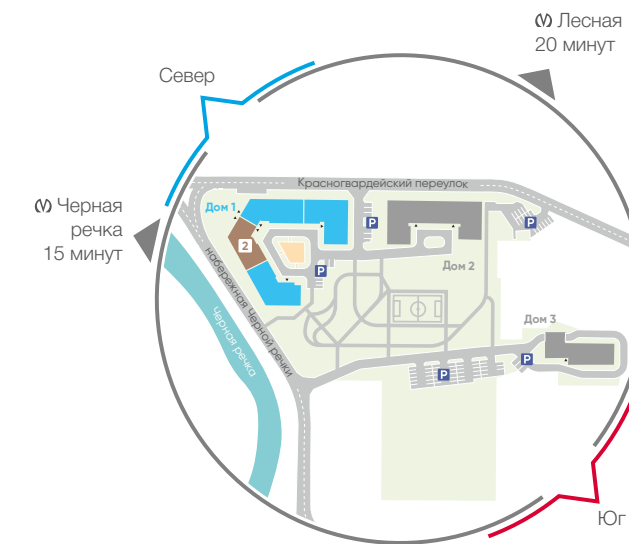 Лесная
20 минут
Север
Красногвардейский переулок
Черная
речка
15 минут
Дом 1
P
P
2
P
Дом 2
набережная Черной речки
Черная речка
Дом 3
P
P
Юг